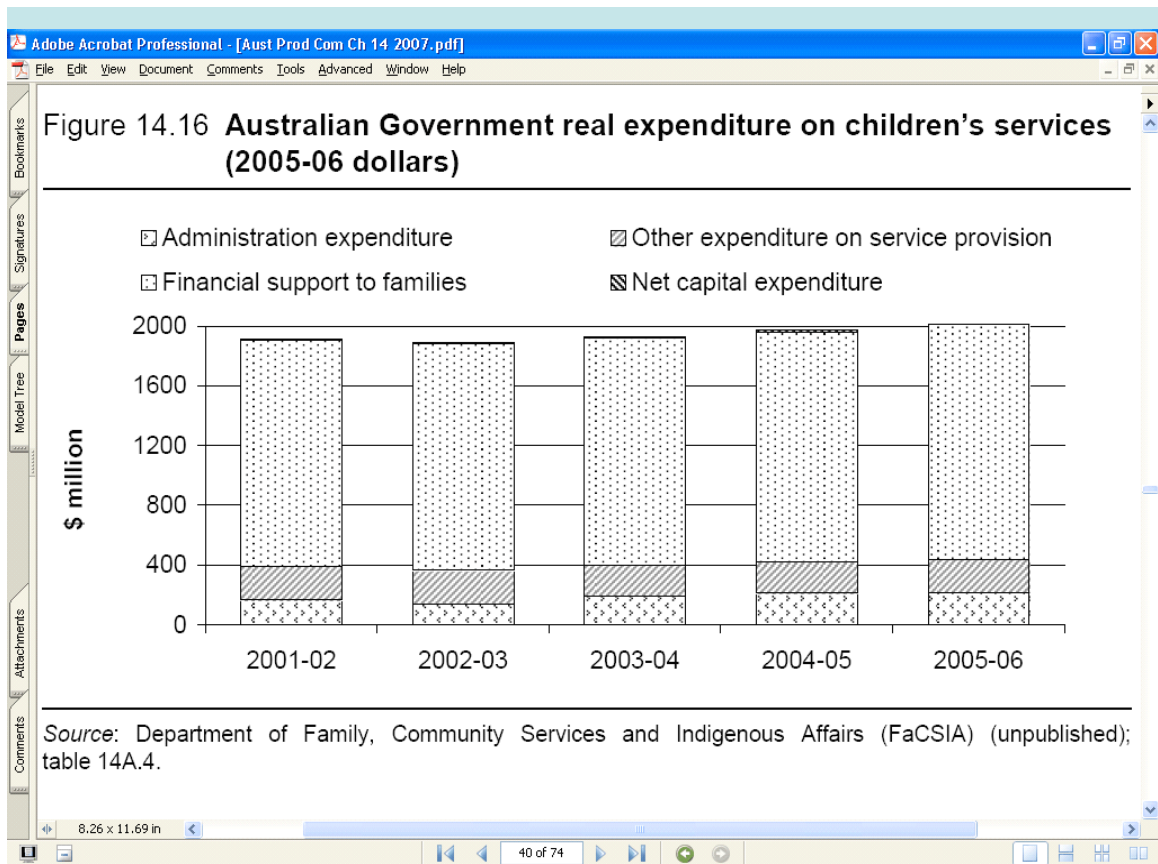 Adobe Acrobat Professional - [Aust Prod Com Ch 14 2007.pdf]
File Edit View Document Comments Tools Advanced Window Help
Bookmarks
Signatures
Pages
Model Tree
Attachments
Comments
Figure 14.16 Australian Government real expenditure on children's services
(2005-06 dollars)
Administration expenditure
Other expenditure on service provision
Financial support to families
Net capital expenditure
$ million
2000
1600
1200
800
400
0
2001-02 2002-03 2003-04 2004-05 2005-06
Source: Department of Family, Community Services and Indigenous Affairs (FaCSIA) (unpublished);
table 14A.4.
8.26 x 11.69 in
40 of 74